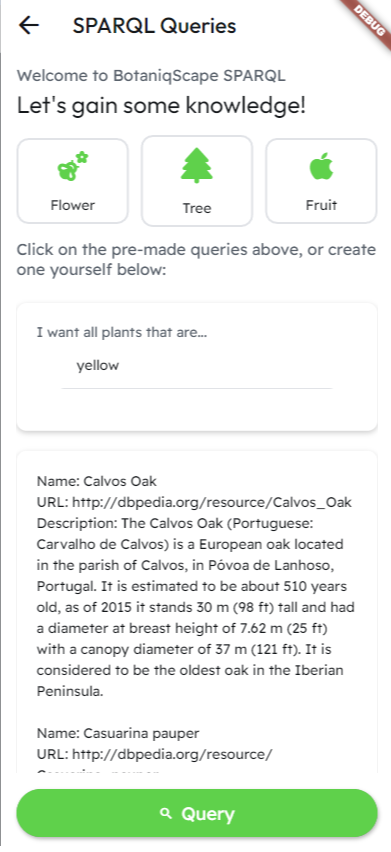 DEBUG
SPARQL Queries
Welcome to BotaniqScape SPARQL
Let's gain some knowledge!
Flower
Tree
Fruit
Click on the pre-made queries above, or create
one yourself below:
I want all plants that are...
yellow
Name: Calvos Oak
URL: http://dbpedia.org/resource/Calvos_Oak
Description: The Calvos Oak (Portuguese:
Carvalho de Calvos) is a European oak located
in the parish of Calvos, in Póvoa de Lanhoso,
Portugal. It is estimated to be about 510 years
old, as of 2015 it stands 30 m (98 ft) tall and had
a diameter at breast height of 7.62 m (25 ft)
with a canopy diameter of 37 m (121 ft). It is
considered to be the oldest oak in the Iberian
Peninsula.
Name: Casuarina pauper
URL: http://dbpedia.org/resource/
Query